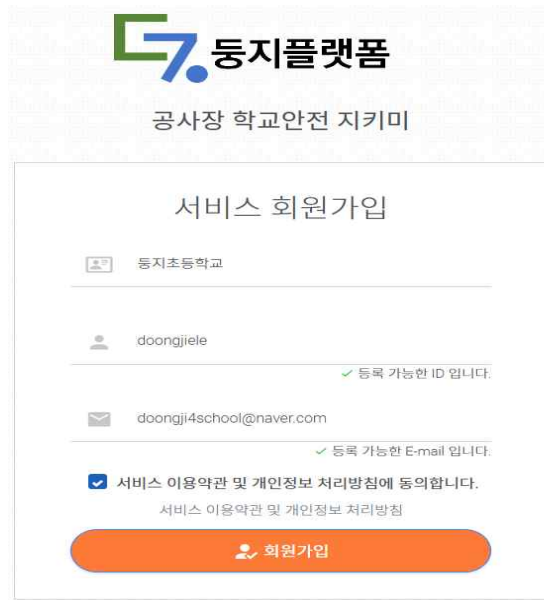 둥지플랫폼
공사장 학교안전 지키미
서비스 회원가입
둥지초등학교
doongjiele
등록 가능한 ID 입니다.
doongji4school@naver.com
등록 가능한 E-mail 입니다.
서비스 이용약관 및 개인정보 처리방침에 동의합니다.
서비스 이용약관 및 개인정보 처리방침
회원가입